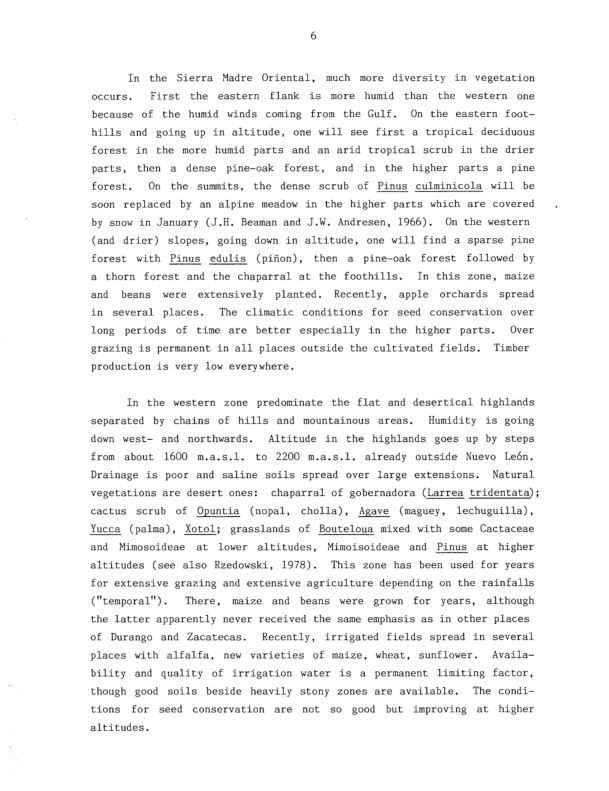 6
In the Sierra Madre Oriental, much more diversity in vegetation
occurs. First the eastern flank is more humid than the western one
because of the humid winds coming from the Gulf. On the eastern foot-
hills and going up in altitude, one will see first a tropical deciduous
forest in the more humid parts and an arid tropical scrub in the drier
parts, then a dense pine-oak forest, and in the higher parts a pine
forest. On the summits, the dense scrub of Pinus culminicola will be
soon replaced by an alpine meadow in the higher parts which are covered
by snow in January (J.H. Beaman and J.W. Andresen, 1966). On the western
(and drier) slopes, going down in altitude, one will find a sparse pine
forest with Pinus edulis (piñon), then a pine-oak forest followed by
a thorn forest and the chaparral at the foothills. In this zone, maize
and beans were extensively planted. Recently, apple orchards spread
in several places. The climatic conditions for seed conservation over
long periods of time are better especially in the higher parts. Over
grazing is permanent in all places outside the cultivated fields. Timber
production is very low everywhere.
In the western zone predominate the flat and desertical highlands
separated by chains of hills and mountainous areas. Humidity is going
down west- and northwards. Altitude in the highlands goes up by steps
from about 1600 m.a.s.l. to 2200 m.a.s.l. already outside Nuevo León.
Drainage is poor and saline soils spread over large extensions. Natural
vegetations are desert ones: chaparral of gobernadora (Larrea tridentata);
cactus scrub of Opuntia (nopal, cholla), Agave (maguey, lechuguilla),
Yucca (palma), Xotol; grasslands of Bouteloua mixed with some Cactaceae
and Mimosoideae at lower altitudes, Mimoisoideae and Pinus at higher
altitudes (see also Rzedowski, 1978). This zone has been used for years
for extensive grazing and extensive agriculture depending on the rainfalls
("temporal"). There, maize and beans were grown for years, although
the latter apparently never received the same emphasis as in other places
of Durango and Zacatecas. Recently, irrigated fields spread in several
places with alfalfa, new varieties of maize, wheat, sunflower. Availa-
bility and quality of irrigation water is a permanent limiting factor,
though good soils beside heavily stony zones are available. The condi-
tions for seed conservation are not so good but improving at higher
altitudes.